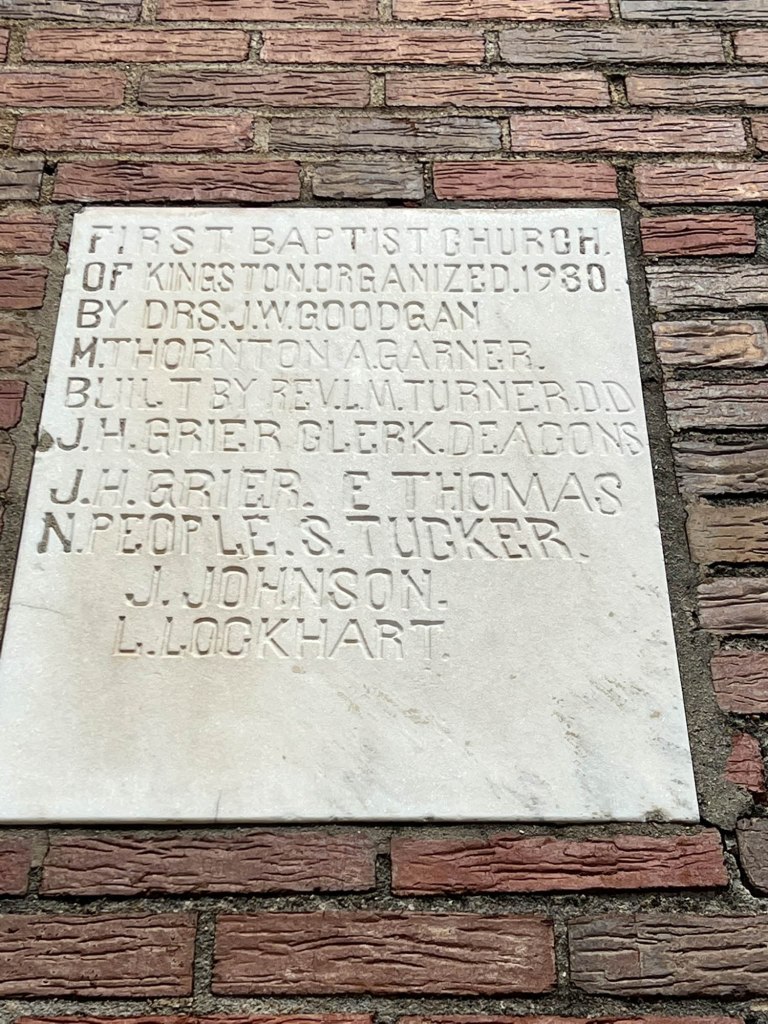 FIRST BAPTIST CHURCH.
OF KINGSTON.ORGANIZED.1930.
BY DRS.J.W.GOODGAN
M.THORNTON A.GARNER.
BUILT BY REV.L.M.TURNER.D.D
J.H.GRIER CLERK.DEACONS
J.H.GRIER. E THOMAS
N.PEOPLE.S.TUCKER.
J.JOHNSON.
L.LOCKHART.